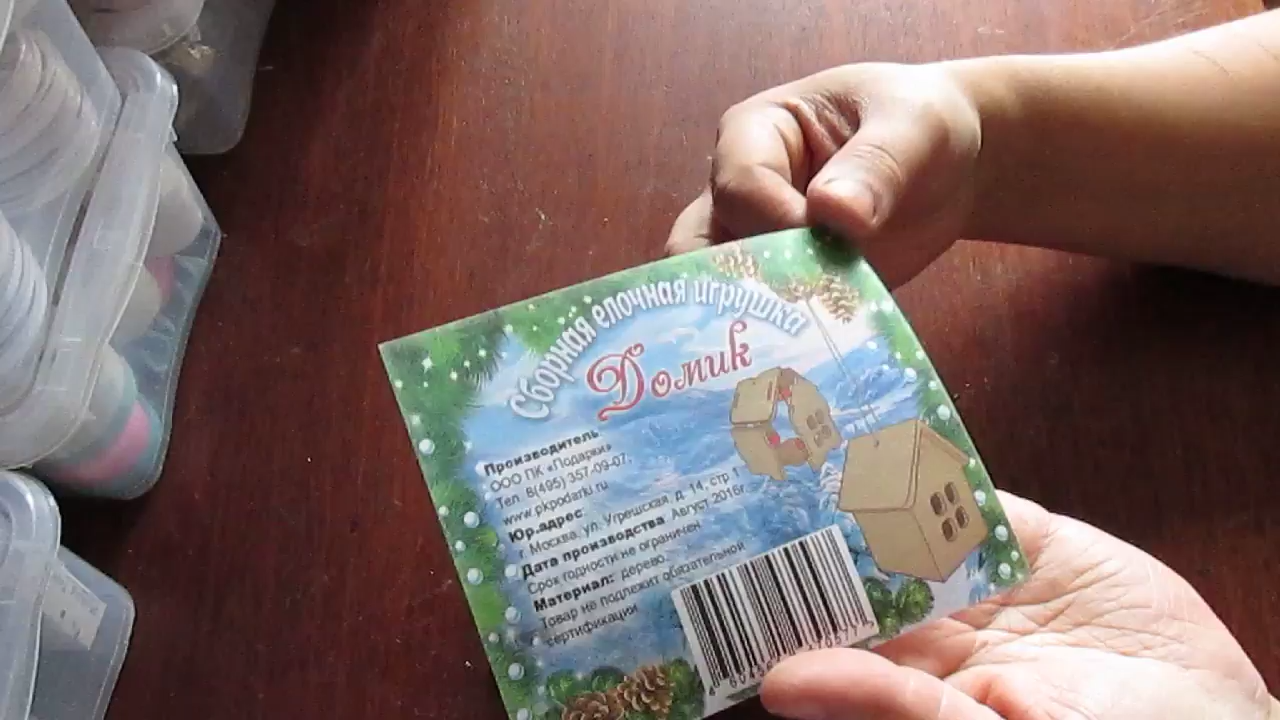 Сборная елочная игрушка
Домик
Производитель:
ООО ПК «Подарки»
Тел. 8(495) 357-09-07,
www.pkpodarki.ru
Юр.адрес:
г. Москва, ул. Угрешская, д. 14, стр 1
Дата производства: Август 2016г.
Срок годности не ограничен
Материал: дерево.
Товар не подлежит обязательной
сертификации